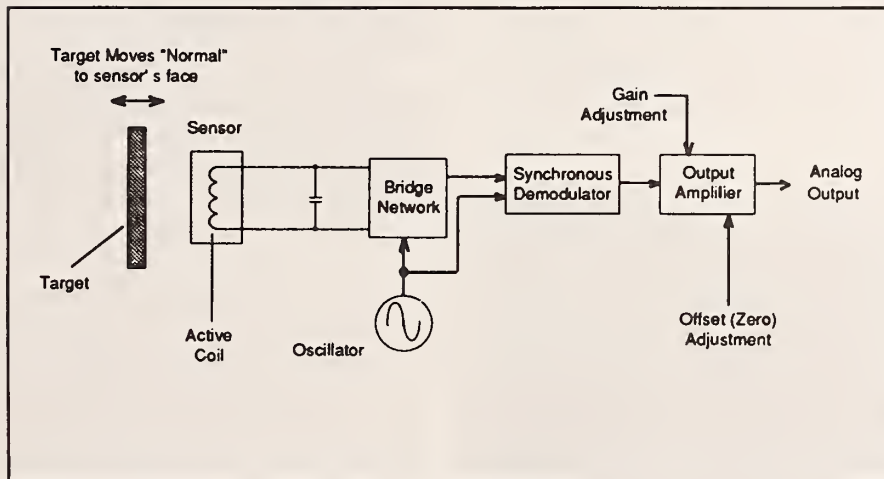 Target Moves "Normal"
to sensor' s face
Sensor
Gain
Adjustment
Bridge
Network
Synchronous
Demodulator
Output
Amplilier
Analog
Output
Target
Active
Coil
Oscillator
Offset (Zero)
Adjustment